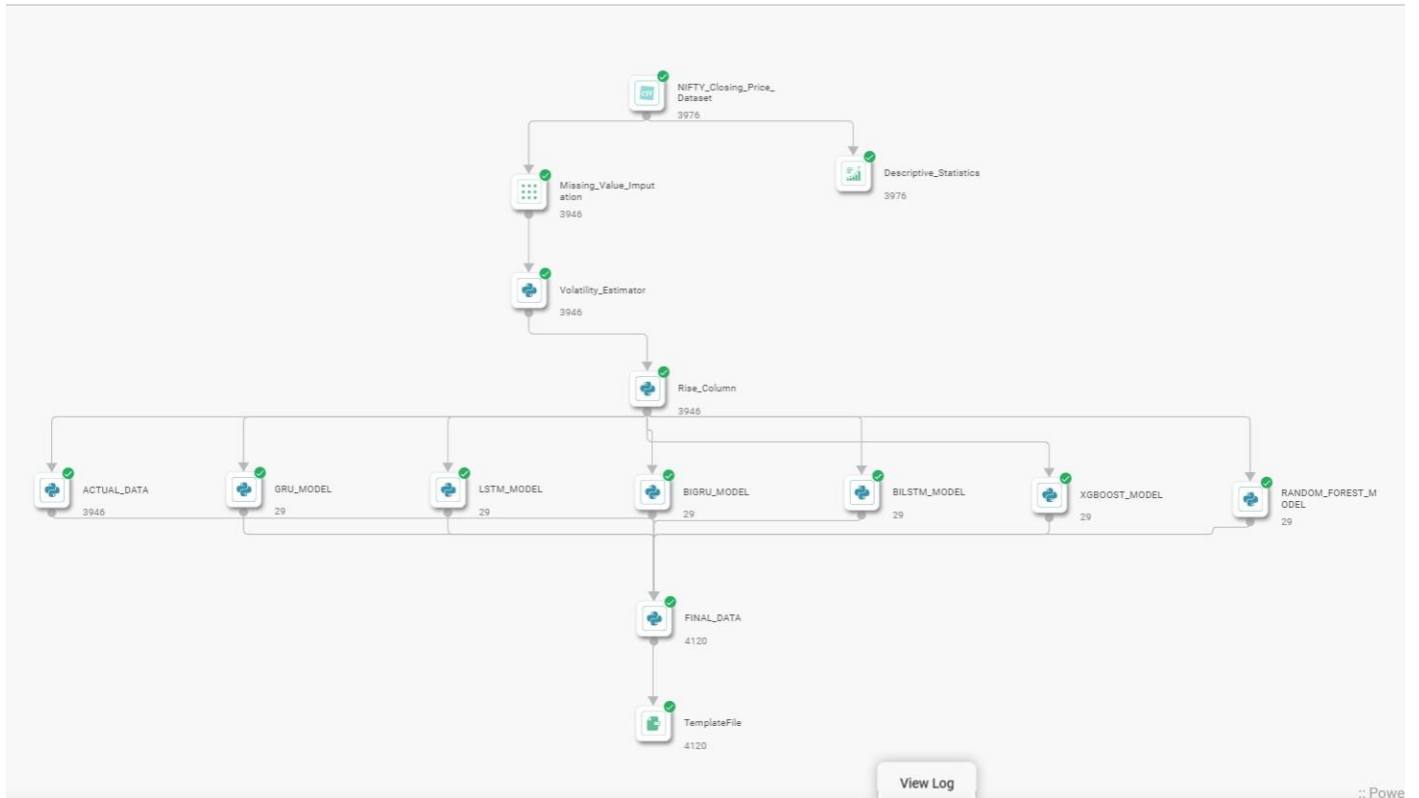 CSV
NIFTY_Closing_Price_
Dataset
3976
Missing_Value_Imput
ation
3946
Descriptive_Statistics
3976
Volatility_Estimator
3946
Rise_Column
3946
ACTUAL_DATA
3946
GRU_MODEL
29
LSTM_MODEL
29
BIGRU_MODEL
29
BILSTM_MODEL
29
XGBOOST_MODEL
29
RANDOM_FOREST_M
ODEL
29
FINAL_DATA
4120
TemplateFile
4120
View Log
:: Powe